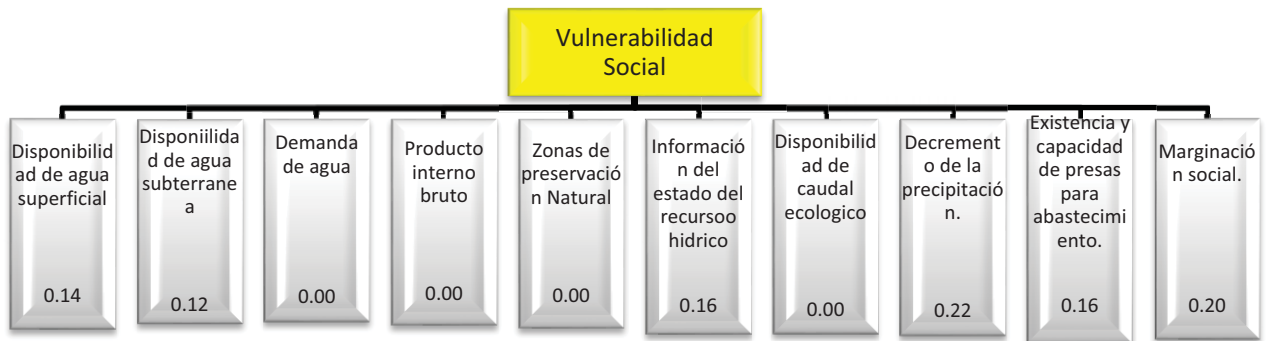 Vulnerabilidad
Social
Disponibilid
ad de agua
superficial
0.14
Disponiilida
d de agua
subterrane
a
0.12
Demanda
de agua
0.00
Producto
interno
bruto
0.00
Zonas de
preservació
n Natural
0.00
Informació
n del
estado del
recursoo
hidrico
0.16
Disponibilid
ad de
caudal
ecologico
0.00
Decrement
o de la
precipitació
n.
0.22
Existencia y
capacidad
de presas
para
abastecimi
ento.
0.16
Marginació
n social.
0.20